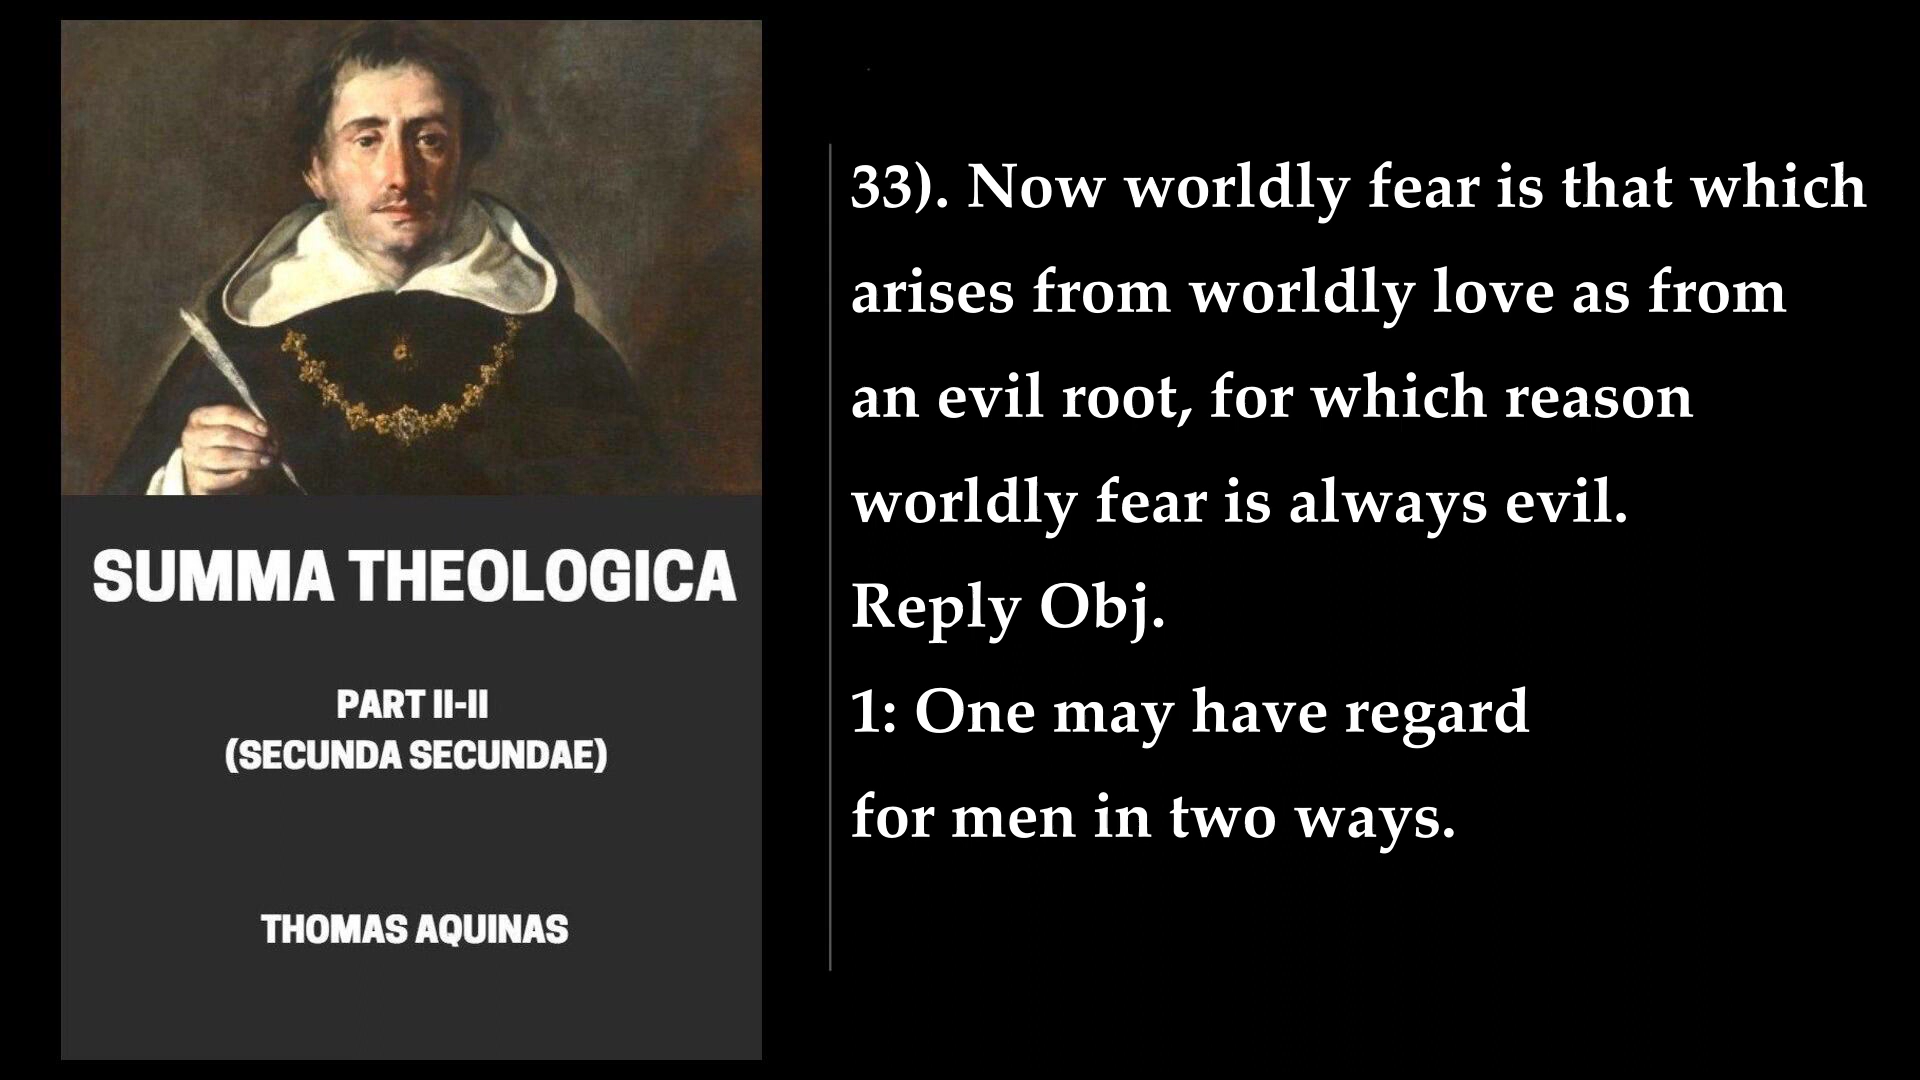 SUMMA THEOLOGICA
PART II-II
(SECUNDA SECUNDAE)
THOMAS AQUINAS
33). Now worldly fear is that which
arises from worldly love as from
an evil root, for which reason
worldly fear is always evil.
Reply Obj.
1: One may have regard
for men in two ways.